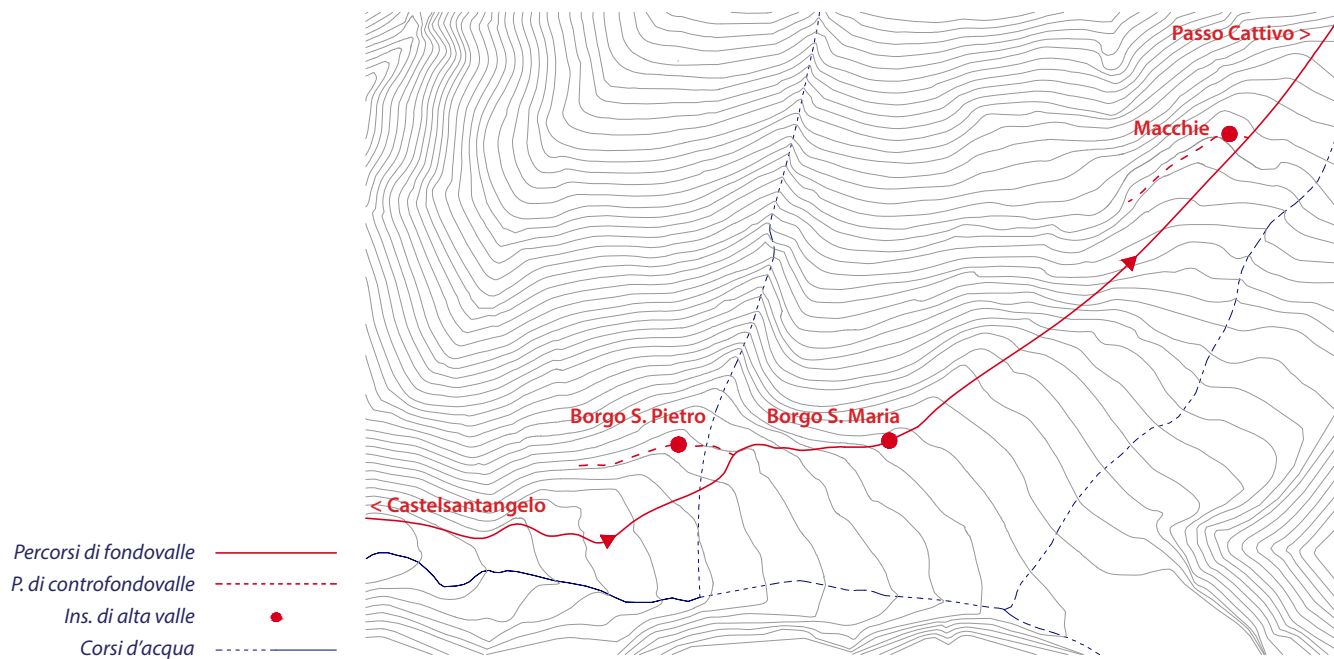 Passo Cattivo >
Macchie
Borgo S. Pietro
Borgo S. Maria
< Castelsantangelo
Percorsi di fondovalle
P. di controfondovalle
Ins. di alta valle
Corsi d'acqua